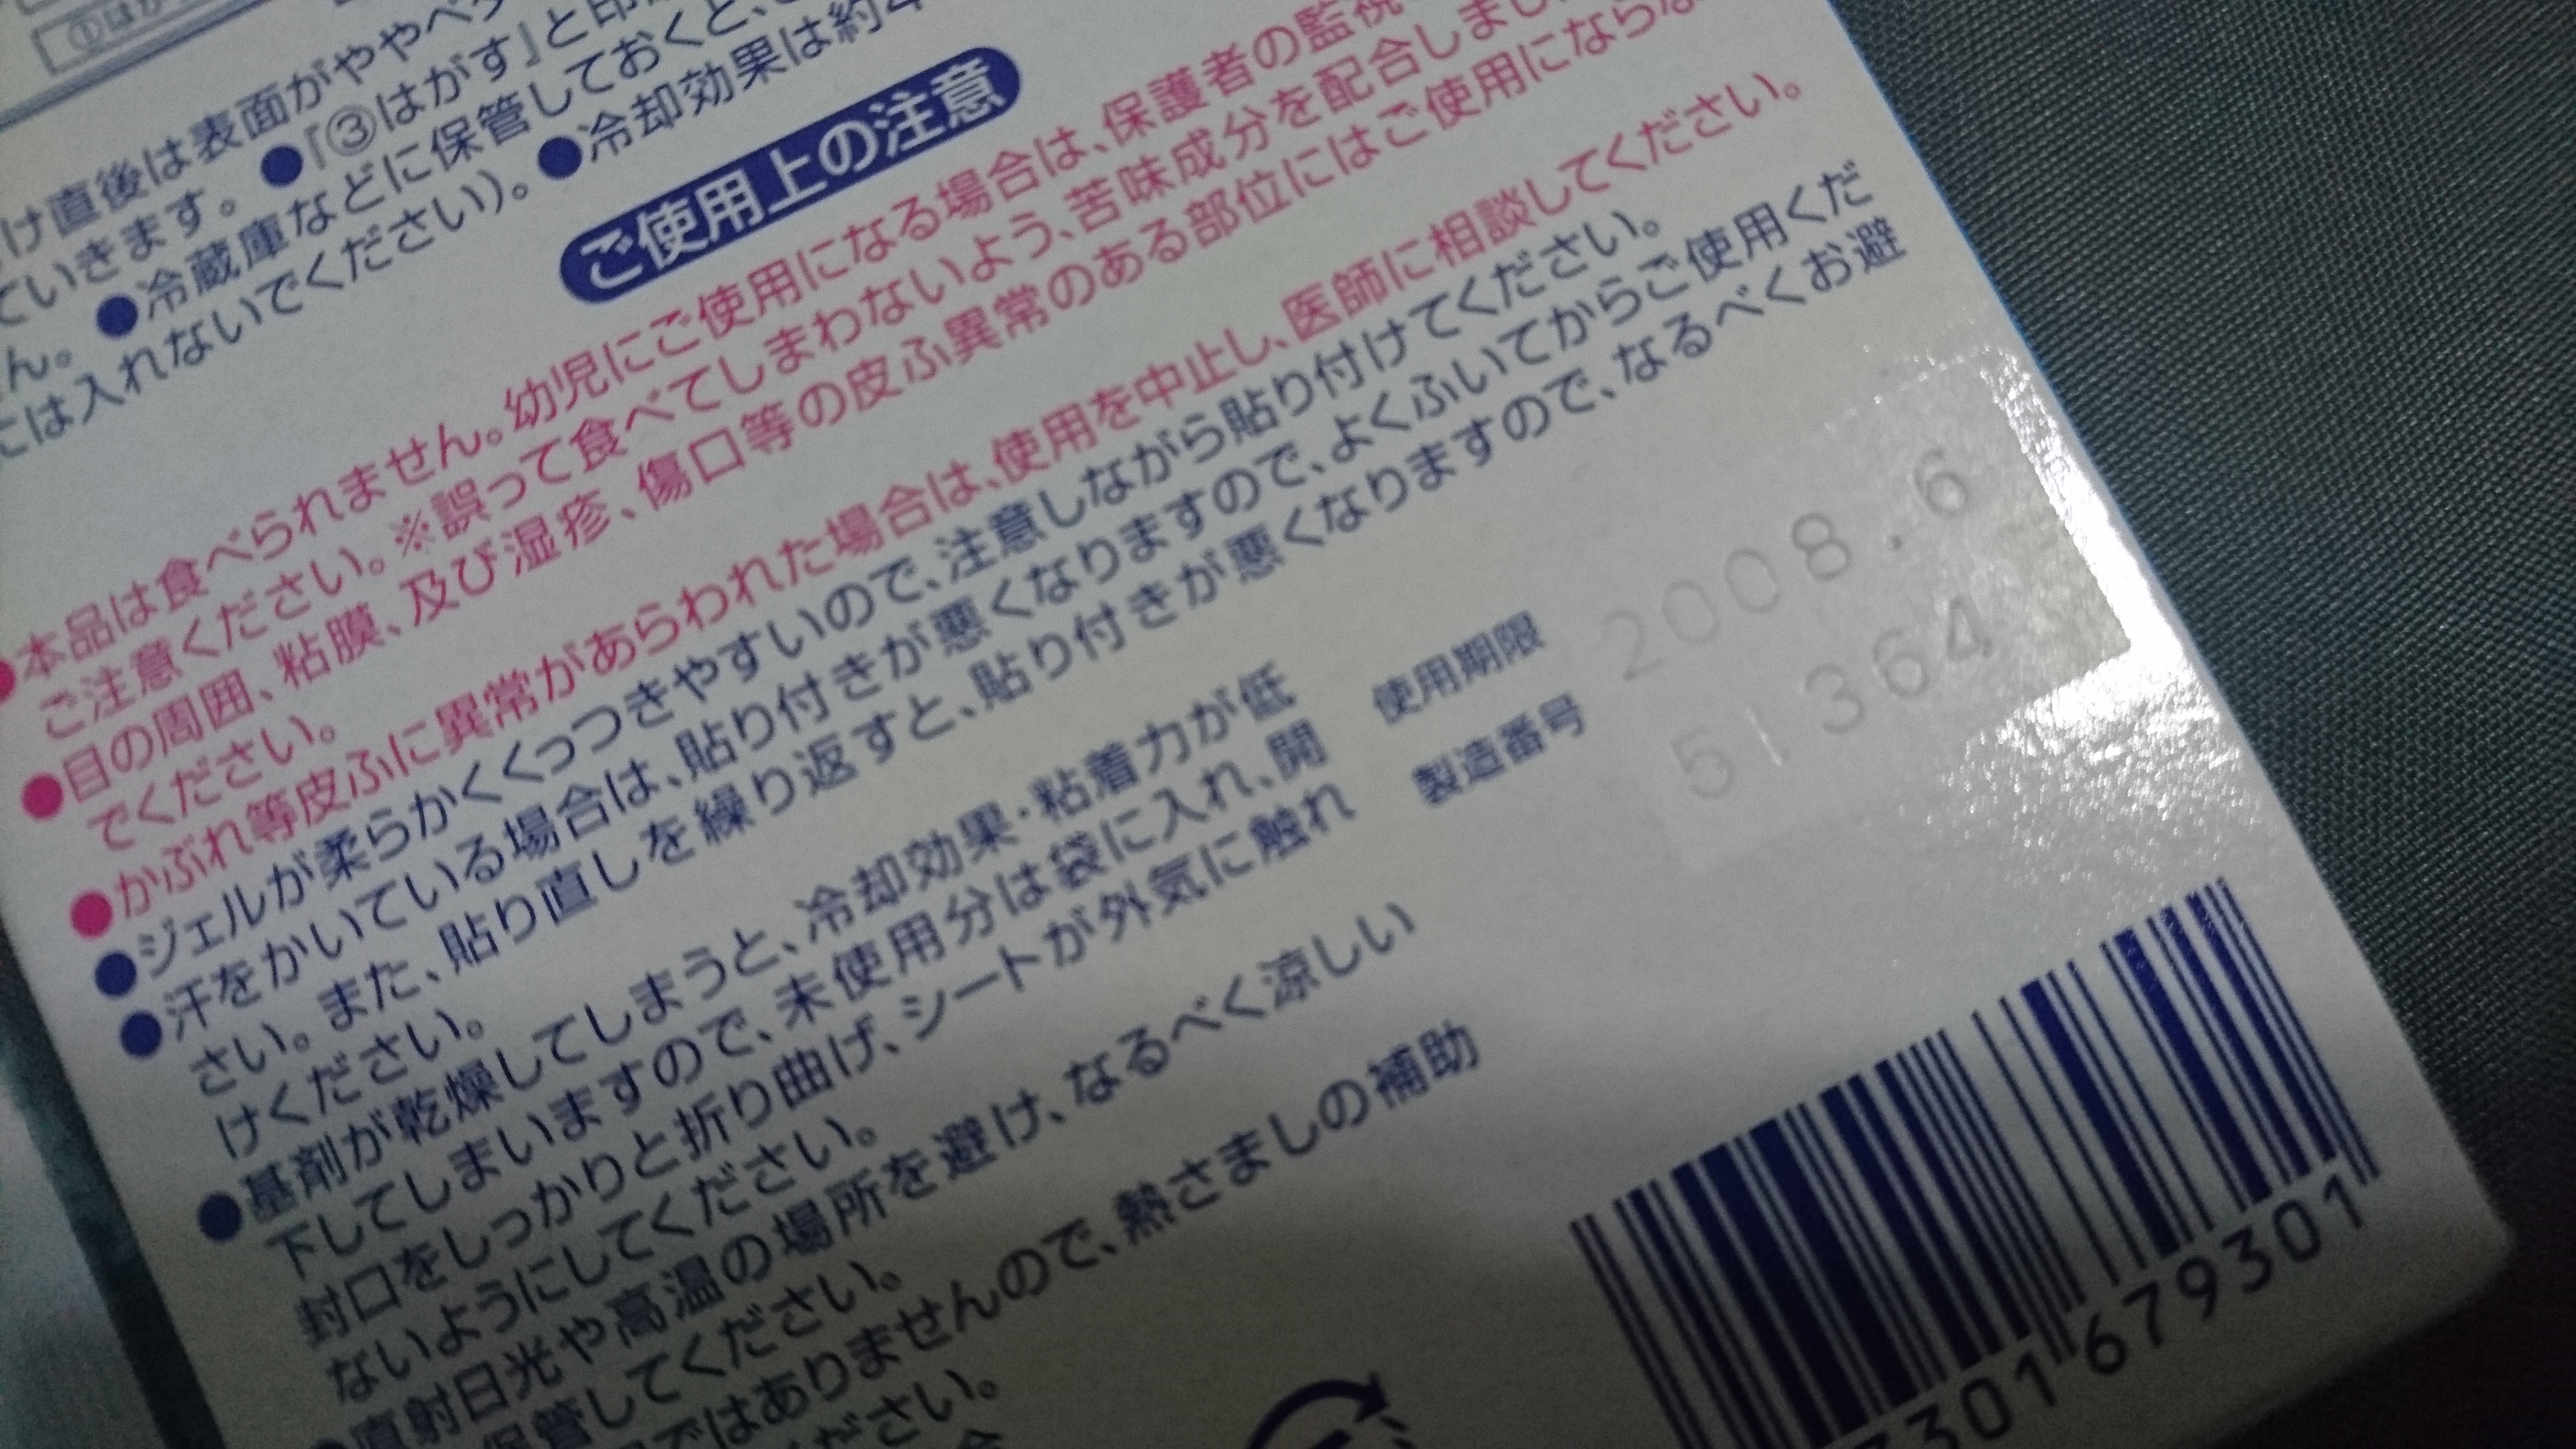 ①はが
け直後は表面がややベタ
ていきます。●「③はがす」と印
ん。●冷蔵庫などに保管しておくと、
には入れないでください）。●冷却効果は約
ご使用上の注意
●本品は食べられません。幼児にご使用になる場合は、保護者の監視
ご注意ください。※誤って食べてしまわないよう、苦味成分を配合しまし
●目の周囲、粘膜、及び湿疹、傷口等の皮ふ異常のある部位にはご使用にならな
でください。
●かぶれ等皮ふに異常があらわれた場合は、使用を中止し、医師に相談してください。
●ジェルが柔らかくくっつきやすいので、注意しながら貼り付けてください。
●汗をかいている場合は、貼り付きが悪くなりますので、よくふいてからご使用くだ
さい。また、貼り直しを繰り返すと、貼り付きが悪くなりますので、なるべくお避
けください。
●基剤が乾燥してしまうと、冷却効果・粘着力が低
下してしまいますので、未使用分は袋に入れ、開
封口をしっかりと折り曲げ、シートが外気に触れ
ないようにしてください。
●直射日光や高温の場所を避け、なるべく涼しい
保管してください。
ではありませんので、熱さましの補助
ください。
使用期限 2008.6
製造番号 51364
301 679301